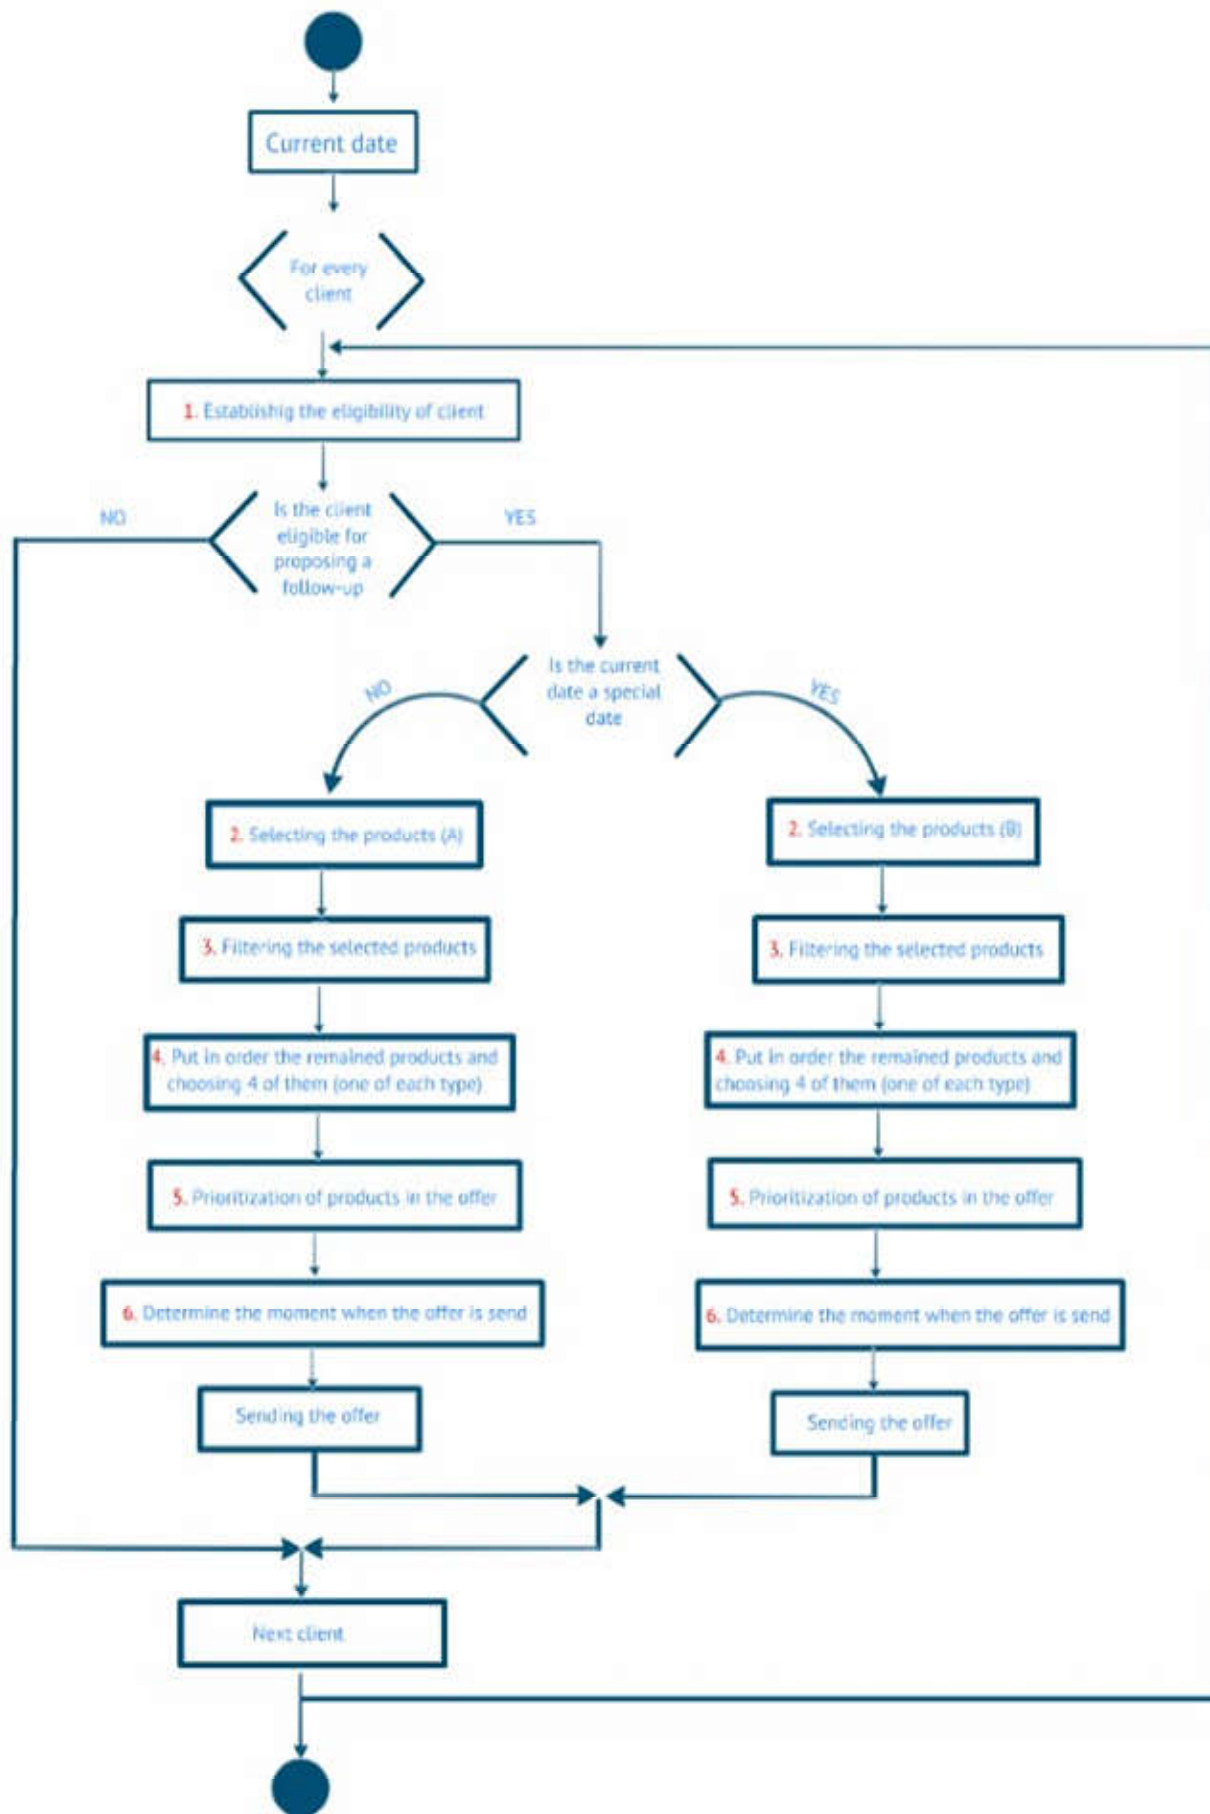 Current date
For every
client
1. Establishig the eligibility of client
NO
Is the client
eligible for
proposing a
follow-up
YES
Is the current
date a special
date
NO
YES
2. Selecting the products (A)
2. Selecting the products (B)
3. Filtering the selected products
3. Filtering the selected products
4. Put in order the remained products and
choosing 4 of them (one of each type)
4. Put in order the remained products and
choosing 4 of them (one of each type)
5. Prioritization of products in the offer
5. Prioritization of products in the offer
6. Determine the moment when the offer is send
6. Determine the moment when the offer is send
Sending the offer
Sending the offer
Next client